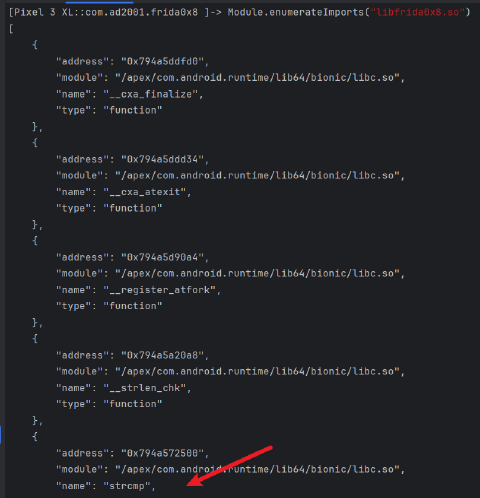 [Pixel 3 XL::com.ad2001.frida0x8 ]-> Module.enumerateImports("libfrida0x8.so")
[
    {
        "address": "0x794a5ddfd0",
        "module": "/apex/com.android.runtime/lib64/bionic/libc.so",
        "name": "__cxa_finalize",
        "type": "function"
    },
    {
        "address": "0x794a5ddd34",
        "module": "/apex/com.android.runtime/lib64/bionic/libc.so",
        "name": "__cxa_atexit",
        "type": "function"
    },
    {
        "address": "0x794a5d90a4",
        "module": "/apex/com.android.runtime/lib64/bionic/libc.so",
        "name": "__register_atfork",
        "type": "function"
    },
    {
        "address": "0x794a5a20a8",
        "module": "/apex/com.android.runtime/lib64/bionic/libc.so",
        "name": "__strlen_chk",
        "type": "function"
    },
    {
        "address": "0x794a572500",
        "module": "/apex/com.android.runtime/lib64/bionic/libc.so",
        "name": "strcmp",